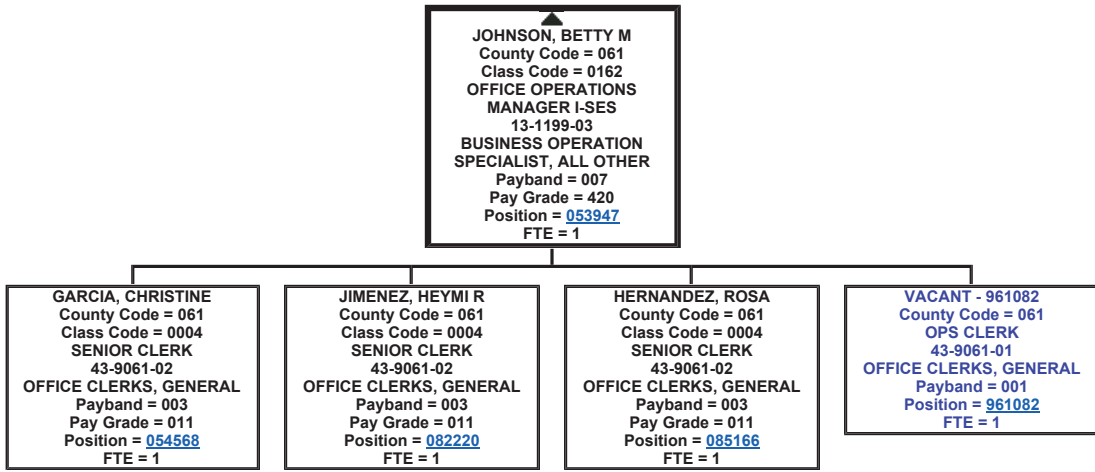 JOHNSON, BETTY M
County Code = 061
Class Code = 0162
OFFICE OPERATIONS
MANAGER I-SES
13-1199-03
BUSINESS OPERATION
SPECIALIST, ALL OTHER
Payband = 007
Pay Grade = 420
Position = 053947
FTE = 1
GARCIA, CHRISTINE
County Code = 061
Class Code = 0004
SENIOR CLERK
43-9061-02
OFFICE CLERKS, GENERAL
Payband = 003
Pay Grade = 011
Position = 054568
FTE = 1
JIMENEZ, HEYMI R
County Code = 061
Class Code = 0004
SENIOR CLERK
43-9061-02
OFFICE CLERKS, GENERAL
Payband = 003
Pay Grade = 011
Position = 082220
FTE = 1
HERNANDEZ, ROSA
County Code = 061
Class Code = 0004
SENIOR CLERK
43-9061-02
OFFICE CLERKS, GENERAL
Payband = 003
Pay Grade = 011
Position = 085166
FTE = 1
VACANT - 961082
County Code = 061
OPS CLERK
43-9061-01
OFFICE CLERKS, GENERAL
Payband = 001
Position = 961082
FTE = 1